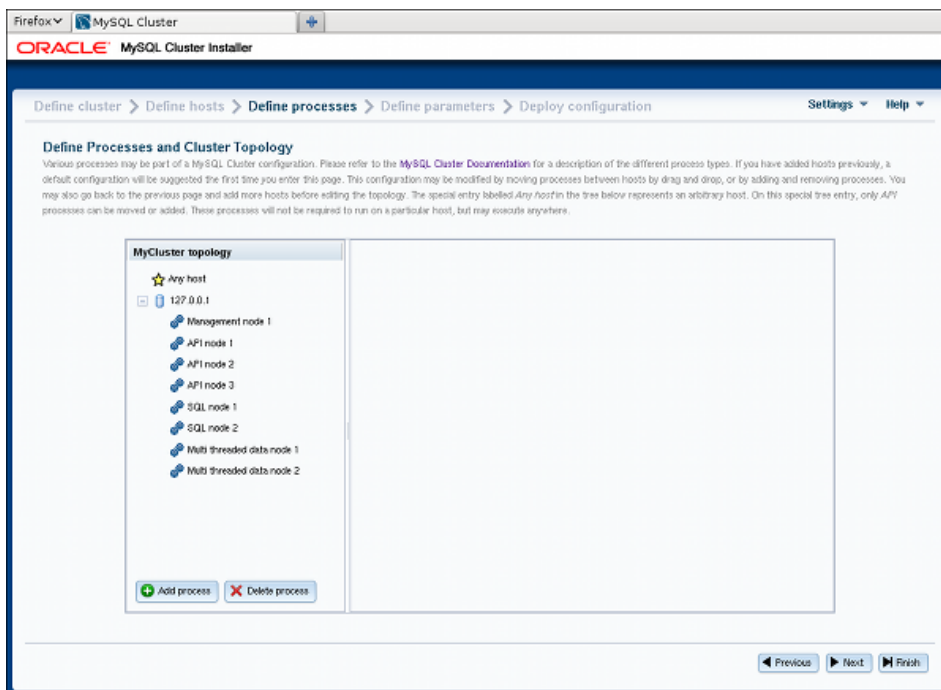 Firefox
MySQL Cluster
ORACLE MySQL Cluster Installer
Define cluster > Define hosts > Define processes > Define parameters > Deploy configuration
Settings Help
Define Processes and Cluster Topology
Various processes may be part of a MySQL Cluster configuration. Please refer to the MySQL Cluster Documentation for a description of the different process types. If you have added hosts previously, a
default configuration will be suggested the first time you enter this page. This configuration may be modified by moving processes between hosts by drag and drop, or by adding and removing processes. You
may also go back to the previous page and add more hosts before editing the topology. The special entry labelled Any host in the tree below represents an arbitrary host. On this special tree entry, only API
processes can be moved or added. These processes will not be required to run on a particular host, but may execute anywhere.
MyCluster topology
Any host
127.0.0.1
Management node 1
API node 1
API node 2
API node 3
SQL node 1
SQL node 2
Multi threaded data node 1
Multi threaded data node 2
Add process
Delete process
Previous
Next
Finish